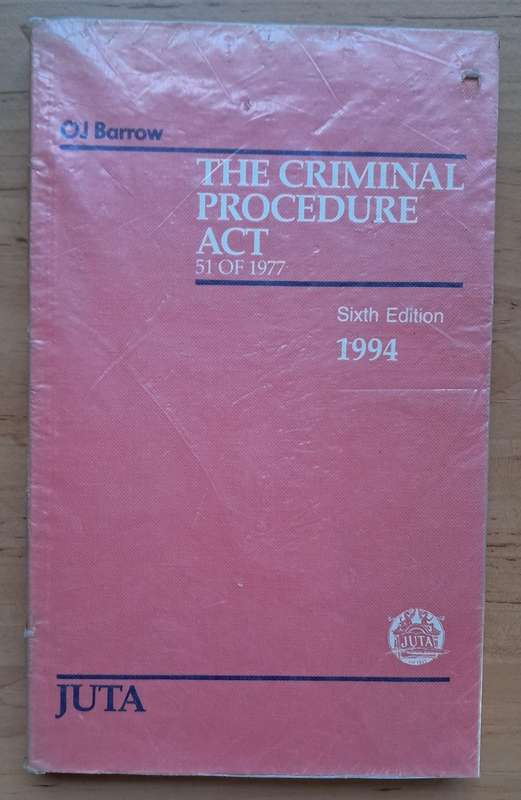 OJ Barrow
THE CRIMINAL
PROCEDURE
ACT
51 OF 1977
Sixth Edition
1994
JUTA
JUTA